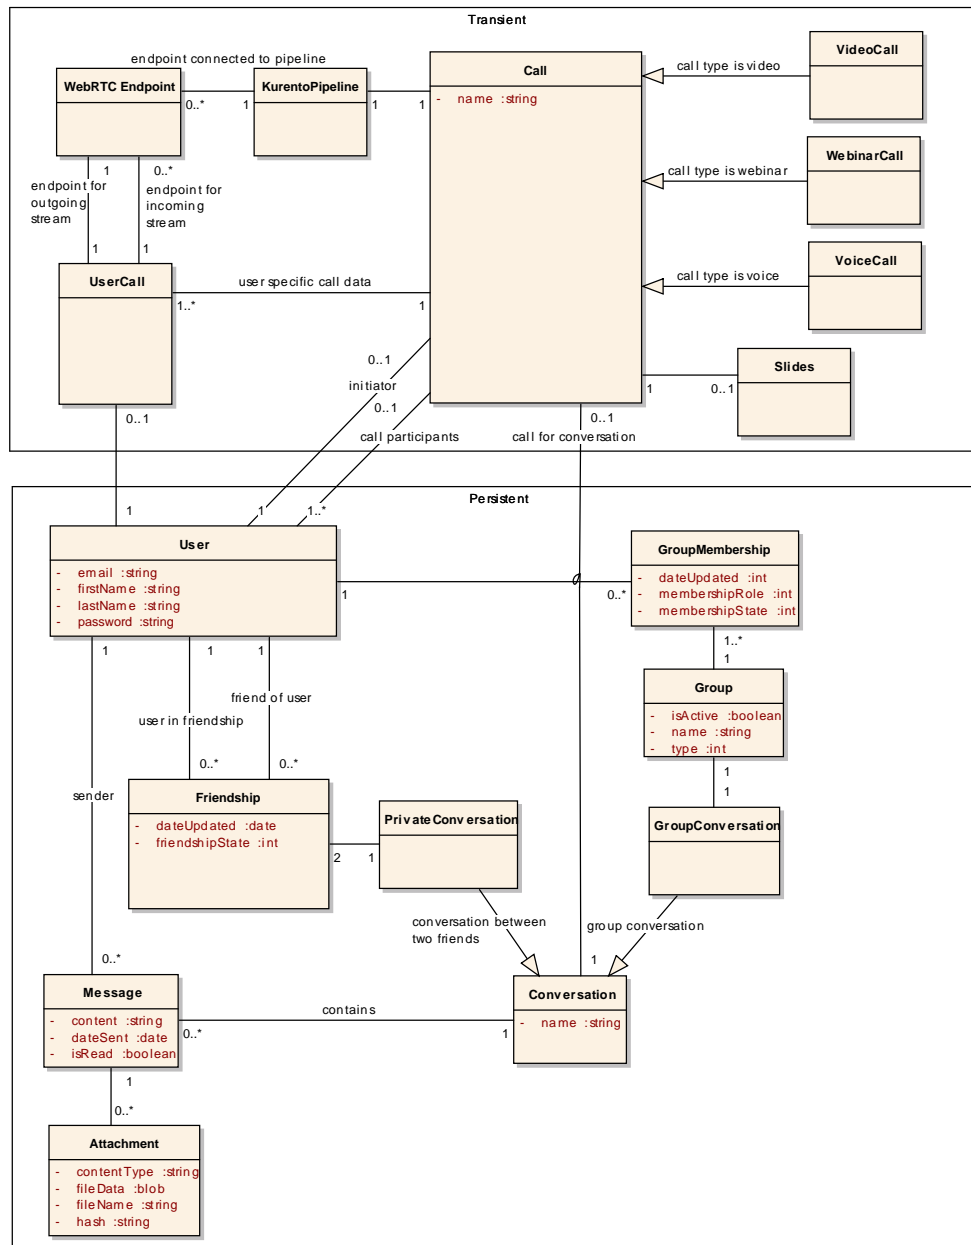 Transient
endpoint connected to pipeline
WebRTC Endpoint
0..*
1
KurentoPipeline
1
1
Call
- name :string
call type is video
VideoCall
call type is webinar
WebinarCall
call type is voice
VoiceCall
1
0..*
endpoint for
outgoing
stream
endpoint for
incoming
stream
1
1
UserCall
user specific call data
1..*
1
0..1
initiator
0..1
call participants
0..1
call for conversation
1
0..1
Slides
0..1
Persistent
1
1
1..*
User
- email :string
- firstName :string
- lastName :string
- password :string
1
0..*
GroupMembership
- dateUpdated :int
- membershipRole :int
- membershipState :int
1..*
1
Group
- isActive :boolean
- name :string
- type :int
1
1
GroupConversation
1
1
1
friend of user
user in friendship
0..*
0..*
sender
Friendship
- dateUpdated :date
- friendshipState :int
2
1
PrivateConversation
conversation between
two friends
group conversation
0..*
1
Message
- content :string
- dateSent :date
- isRead :boolean
contains
0..*
1
Conversation
- name :string
1
0..*
Attachment
- contentType :string
- fileData :blob
- fileName :string
- hash :string